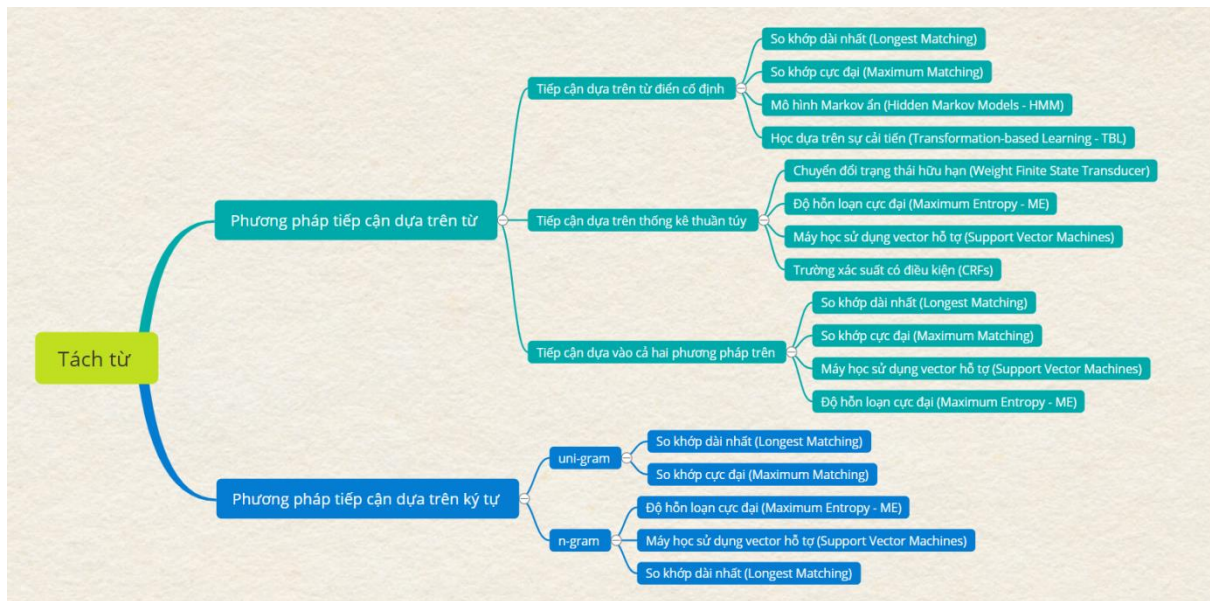 Tách từ
Phương pháp tiếp cận dựa trên từ
Tiếp cận dựa trên từ điển cố định
So khớp dài nhất (Longest Matching)
So khớp cực đại (Maximum Matching)
Mô hình Markov ẩn (Hidden Markov Models - HMM)
Học dựa trên sự cải tiến (Transformation-based Learning - TBL)
Tiếp cận dựa trên thống kê thuần túy
Chuyển đổi trạng thái hữu hạn (Weight Finite State Transducer)
Độ hỗn loạn cực đại (Maximum Entropy - ME)
Máy học sử dụng vector hỗ tợ (Support Vector Machines)
Trường xác suất có điều kiện (CRFs)
Tiếp cận dựa vào cả hai phương pháp trên
So khớp dài nhất (Longest Matching)
So khớp cực đại (Maximum Matching)
Máy học sử dụng vector hỗ tợ (Support Vector Machines)
Độ hỗn loạn cực đại (Maximum Entropy - ME)
Phương pháp tiếp cận dựa trên ký tự
uni-gram
So khớp dài nhất (Longest Matching)
So khớp cực đại (Maximum Matching)
n-gram
Độ hỗn loạn cực đại (Maximum Entropy - ME)
Máy học sử dụng vector hỗ tợ (Support Vector Machines)
So khớp dài nhất (Longest Matching)